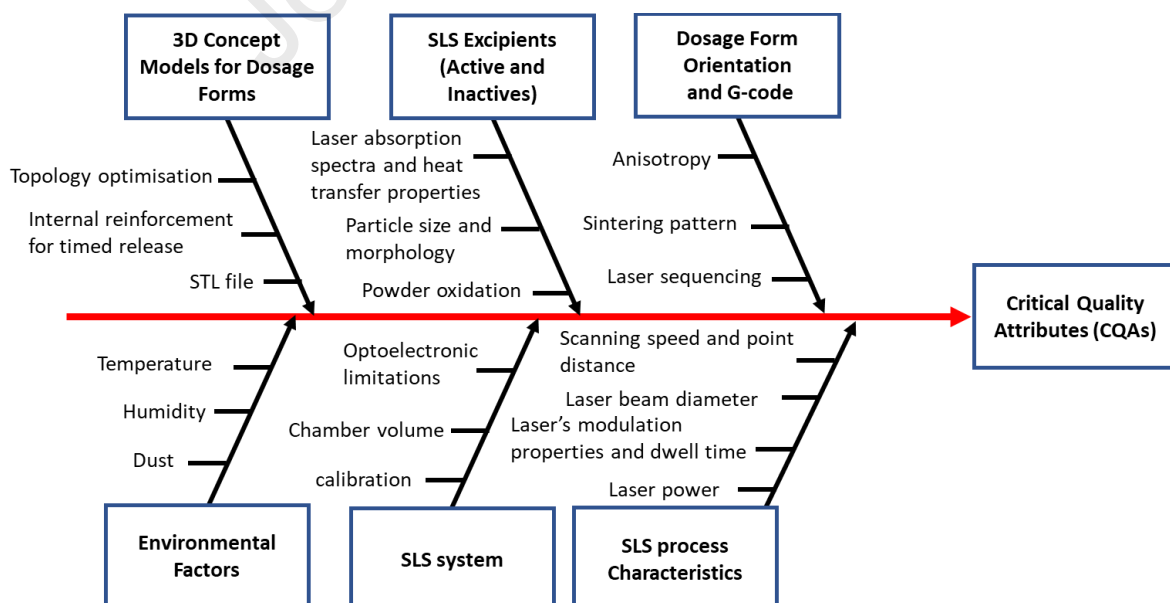 3D Concept
Models for Dosage
Forms
SLS Excipients
(Active and
Inactives)
Dosage Form
Orientation
and G-code
Topology optimisation
Internal reinforcement
for timed release
STL file
Laser absorption
spectra and heat
transfer properties
Particle size and
morphology
Powder oxidation
Anisotropy
Sintering pattern
Laser sequencing
Critical Quality
Attributes (CQAs)
Temperature
Humidity
Dust
Optoelectronic
limitations
Chamber volume
calibration
Scanning speed and point
distance
Laser beam diameter
Laser's modulation
properties and dwell time
Laser power
Environmental
Factors
SLS system
SLS process
Characteristics